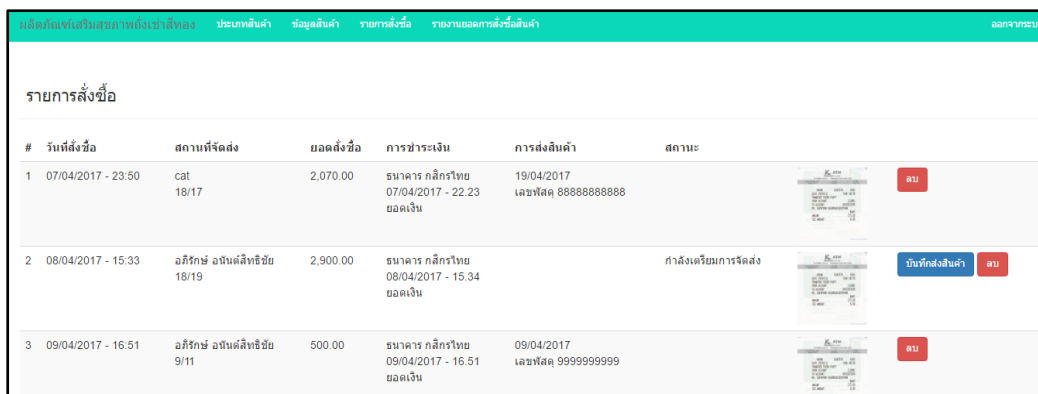 ผลิตภัณฑ์เสริมสุขภาพถั่งเช่าสีทอง ประเภทสินค้า ข้อมูลสินค้า รายการสั่งซื้อ รายงานยอดการสั่งซื้อสินค้า ออกจากระบ
รายการสั่งซื้อ
# วันที่สั่งซื้อ สถานที่จัดส่ง ยอดสั่งซื้อ การชำระเงิน การส่งสินค้า สถานะ
1 07/04/2017 - 23:50 cat 2,070.00 ธนาคาร กสิกรไทย 19/04/2017 ลบ
18/17 07/04/2017 - 22.23 เลขพัสดุ 88888888888
ยอดเงิน
2 08/04/2017 - 15:33 อภิรักษ์ อนันต์สิทธิชัย 2,900.00 ธนาคาร กสิกรไทย กำลังเตรียมการจัดส่ง บันทึกส่งสินค้า ลบ
18/19 08/04/2017 - 15.34
ยอดเงิน
3 09/04/2017 - 16:51 อภิรักษ์ อนันต์สิทธิชัย 500.00 ธนาคาร กสิกรไทย 09/04/2017 ลบ
9/11 09/04/2017 - 16.51 เลขพัสดุ 9999999999
ยอดเงิน